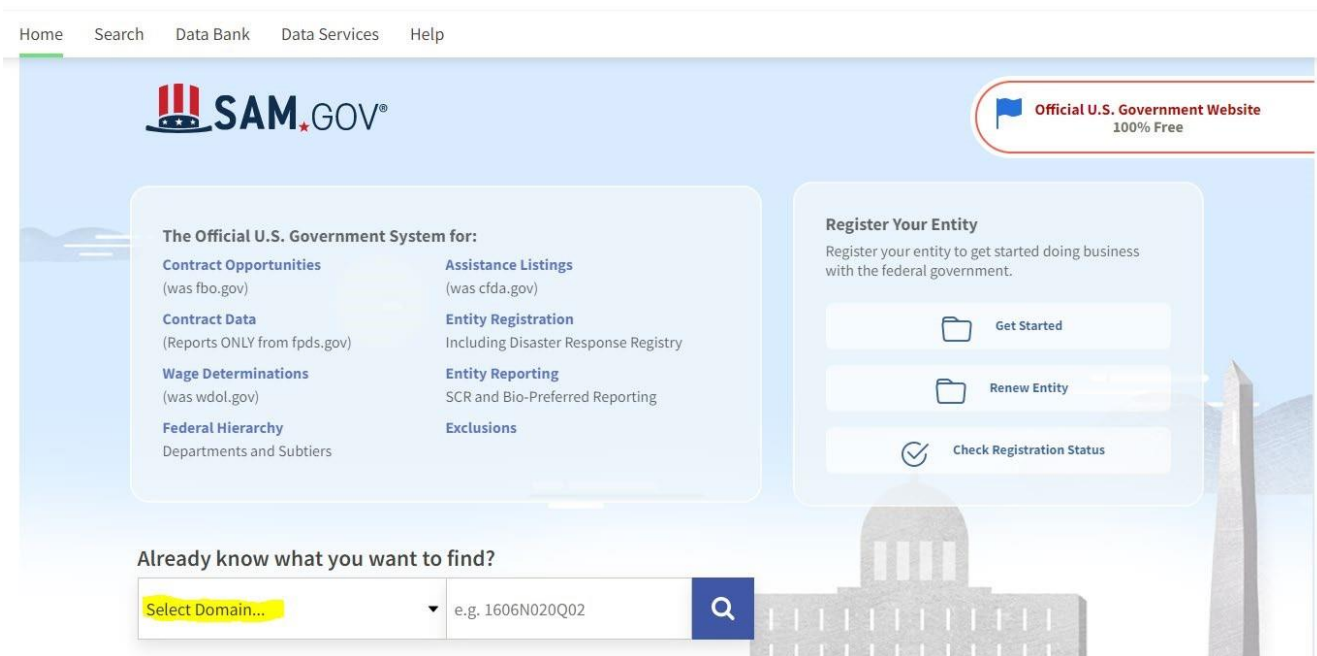 Home Search Data Bank Data Services Help
SAM.GOV®
Official U.S. Government Website
100% Free
The Official U.S. Government System for:
Contract Opportunities
(was fbo.gov)
Contract Data
(Reports ONLY from fpds.gov)
Wage Determinations
(was wdol.gov)
Federal Hierarchy
Departments and Subtiers
Assistance Listings
(was cfda.gov)
Entity Registration
Including Disaster Response Registry
Entity Reporting
SCR and Bio-Preferred Reporting
Exclusions
Register Your Entity
Register your entity to get started doing business
with the federal government.
Get Started
Renew Entity
Check Registration Status
Already know what you want to find?
Select Domain...
e.g. 1606N020Q02